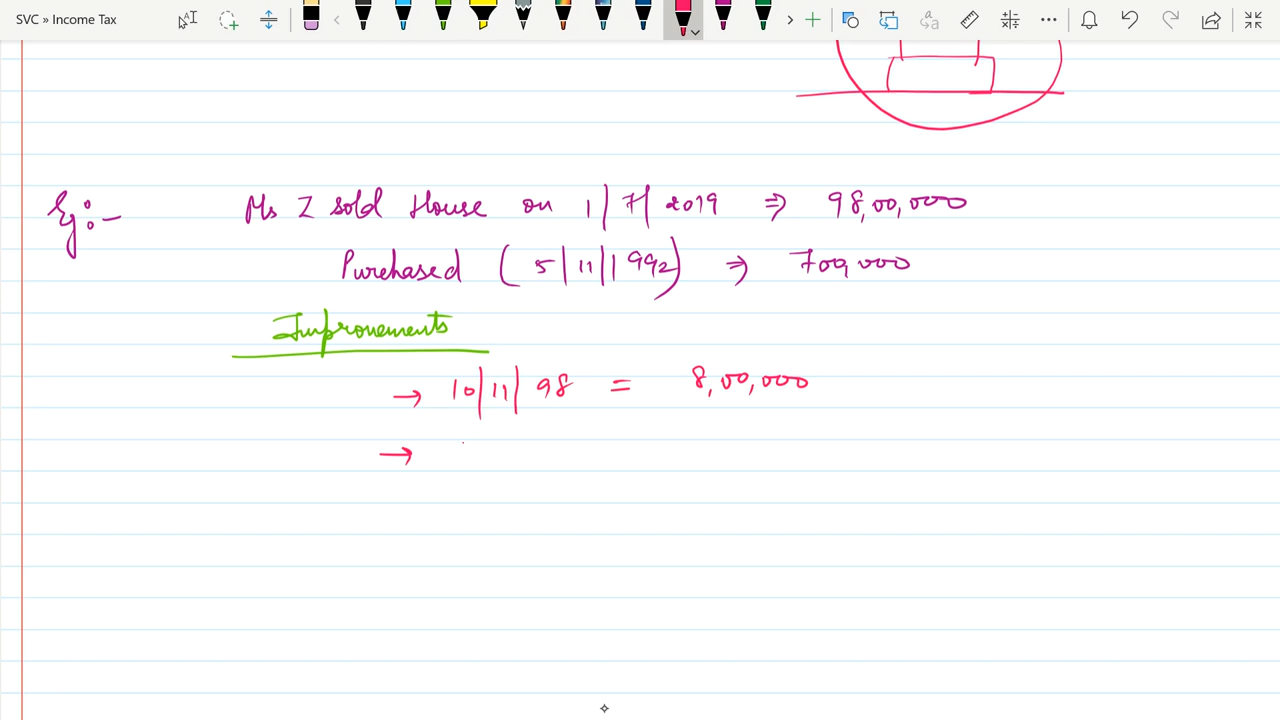 SVC » Income Tax
Eg:-
Ms Z sold House on 1/7/2019 ⇒ 98,00,000
Purchased (5/11/1992) ⇒ 700,000
Improvements
→ 10/11/98 = 8,00,000
→